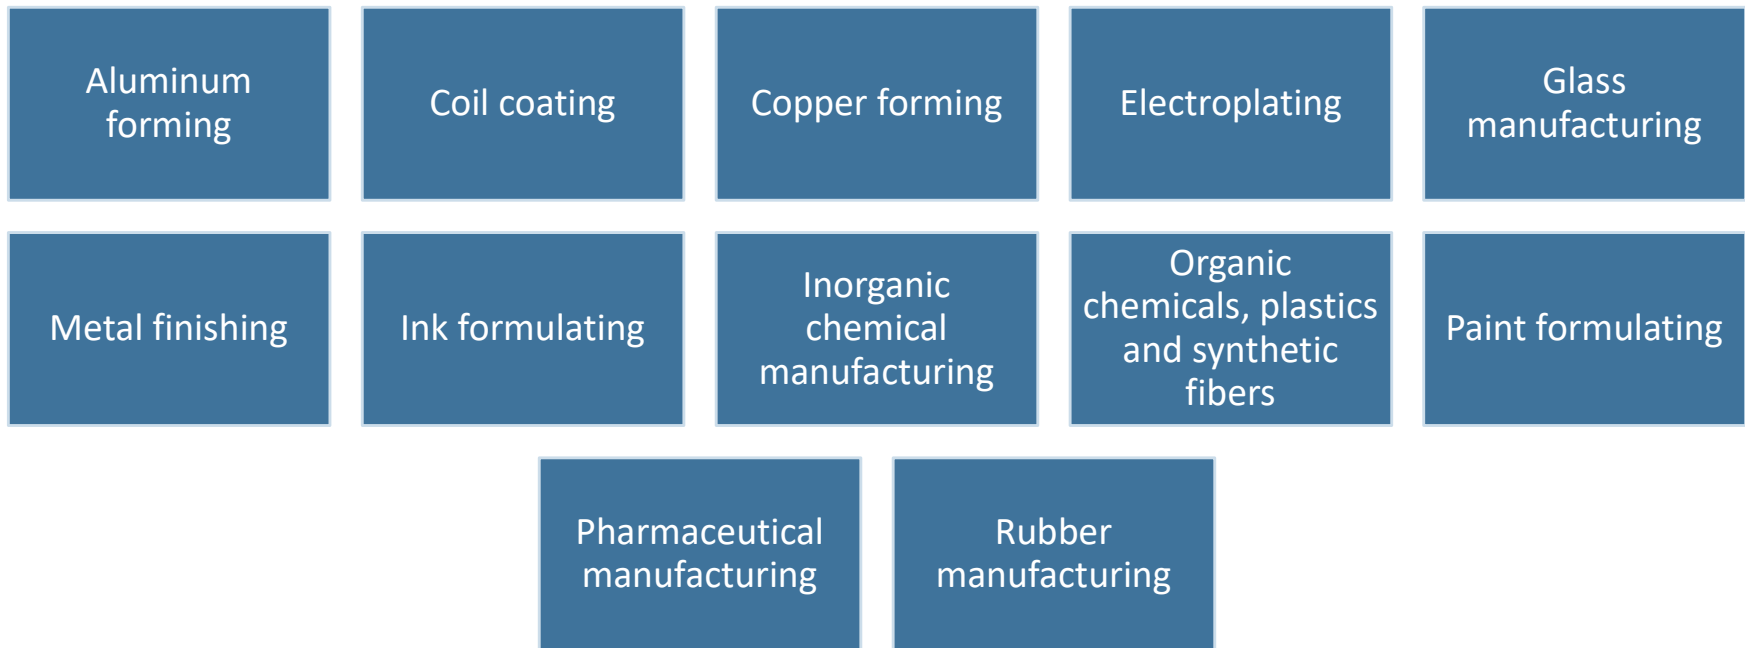 Aluminum
forming
Coil coating
Copper forming
Electroplating
Glass
manufacturing
Metal finishing
Ink formulating
Inorganic
chemical
manufacturing
Organic
chemicals, plastics
and synthetic
fibers
Paint formulating
Pharmaceutical
manufacturing
Rubber
manufacturing